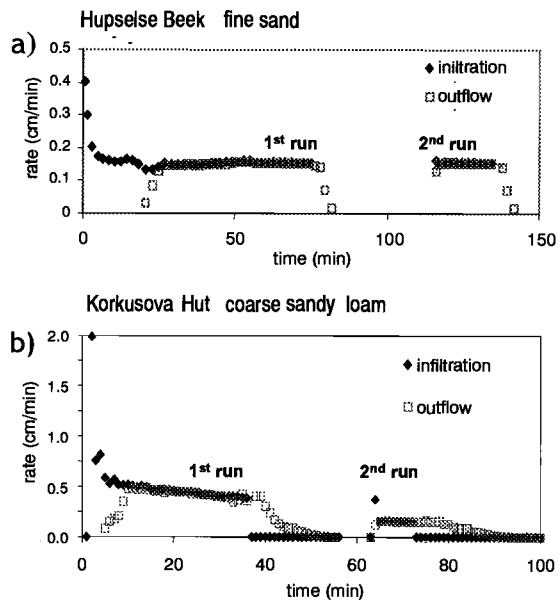 Hupselse Beek fine sand
a)
0.5
0.4
0.3
0.2
0.1
0
rate (cm/min)
iniltration
outflow
1st run
2nd run
0 50 100 150
time (min)
Korkusova Hut coarse sandy loam
b)
2.0
1.5
1.0
0.5
0.0
rate (cm/min)
infiltration
outflow
1st run
2nd run
0 20 40 60 80 100
time (min)